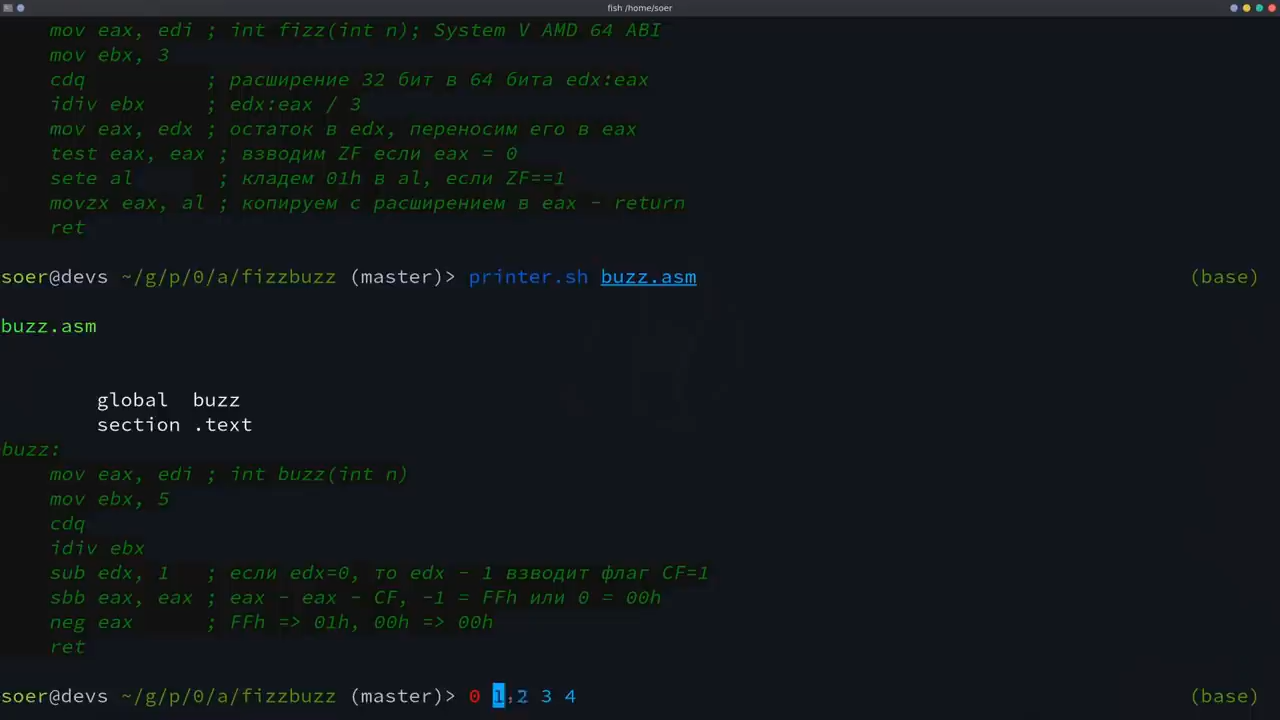 fish /home/soer
mov eax, edi ; int fizz(int n); System V AMD 64 ABI
mov ebx, 3
cdq ; расширение 32 бит в 64 бита edx:eax
idiv ebx ; edx:eax / 3
mov eax, edx ; остаток в edx, переносим его в eax
test eax, eax ; взводим ZF если eax = 0
sete al ; кладем 01h в al, если ZF==1
movzx eax, al ; копируем с расширением в eax - return
ret
soer@devs ~/g/p/0/a/fizzbuzz (master)> printer.sh buzz.asm (base)
buzz.asm
global buzz
section .text
buzz:
mov eax, edi ; int buzz(int n)
mov ebx, 5
cdq
idiv ebx
sub edx, 1 ; если edx=0, то edx - 1 взводит флаг CF=1
sbb eax, eax ; eax - eax - CF, -1 = FFh или 0 = 00h
neg eax ; FFh => 01h, 00h => 00h
ret
soer@devs ~/g/p/0/a/fizzbuzz (master)> 0 1 2 3 4 (base)